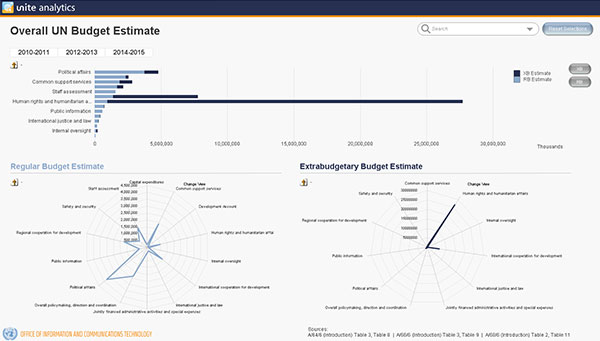 unite analytics
Overall UN Budget Estimate
Search
2010-2011 2012-2013 2014-2015
Political affairs
Common support services
Staff assessment
Human rights and humanitarian a...
Public information
International justice and law
Internal oversight
XB Estimate
RB Estimate
0 5,000,000 10,000,000 15,000,000 20,000,000 25,000,000 30,000,000
Thousands
Regular Budget Estimate
Capital expenditures
Change View
Common support services
Development account
Human rights and humanitarian affai
Internal oversight
International cooperation for development
International justice and law
Jointly financed administrative activities and special expenses
Overall policymaking, direction and coordination
Political affairs
Public information
Regional cooperation for development
Safety and security
Staff assessment
4,500,000
4,000,000
3,500,000
3,000,000
2,500,000
2,000,000
1,500,000
1,000,000
500,000
Extrabudgetary Budget Estimate
Common support services
Change View
Human rights and humanitarian affairs
Internal oversight
International cooperation for development
International justice and law
Jointly financed administrative activities and special expenses
Overall policymaking, direction and coordination
Political affairs
Public information
Regional cooperation for development
Safety and security
30000000
25000000
20000000
15000000
10000000
5000000
OFFICE OF INFORMATION AND COMMUNICATIONS TECHNOLOGY
Sources:
A/64/6 (Introduction) Table 3, Table 8 | A/66/6 (Introduction) Table 3, Table 9 | A/68/6 (Introduction) Table 2, Table 11